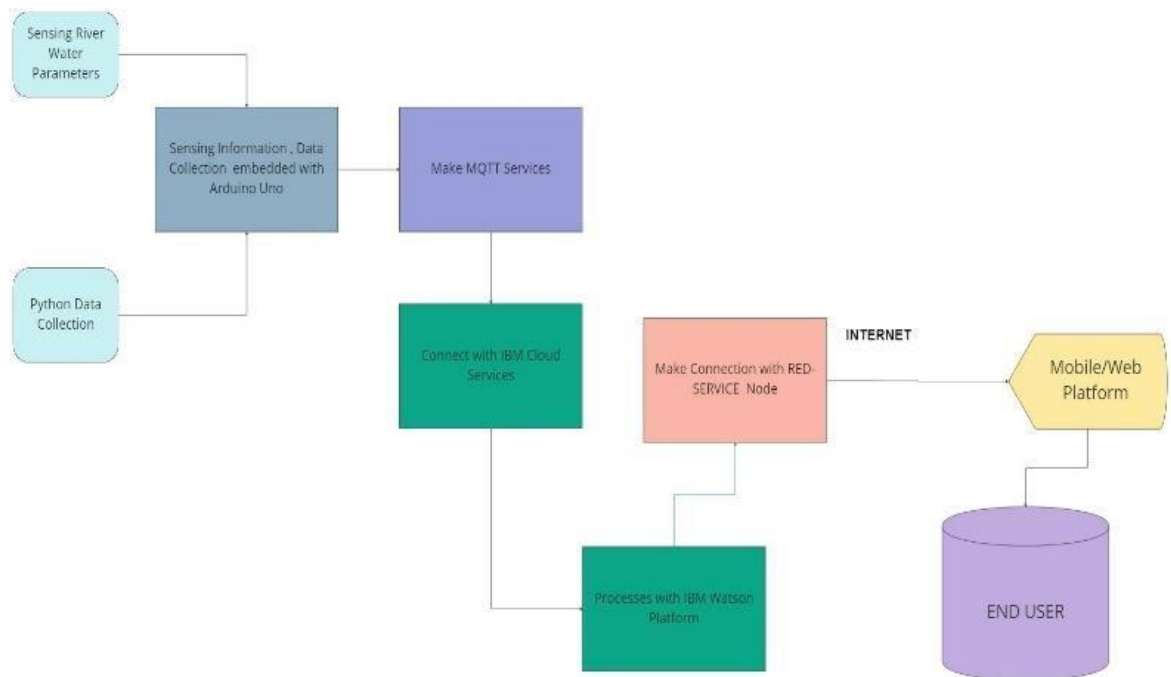 Sensing River
Water
Parameters
Sensing Information , Data
Collection embedded with
Arduino Uno
Make MQTT Services
Python Data
Collection
Connect with IBM Cloud
Services
Make Connection with RED-
SERVICE Node
INTERNET
Mobile/Web
Platform
Processes with IBM Watson
Platform
END USER